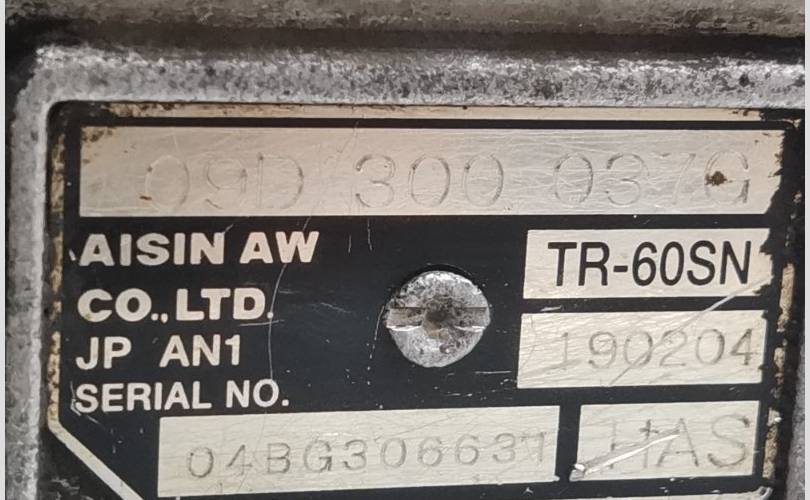 09D 300 037G
AISIN AW
TR-60SN
CO.,LTD.
190204
JP AN1
SERIAL NO.
04BG306631
HAS